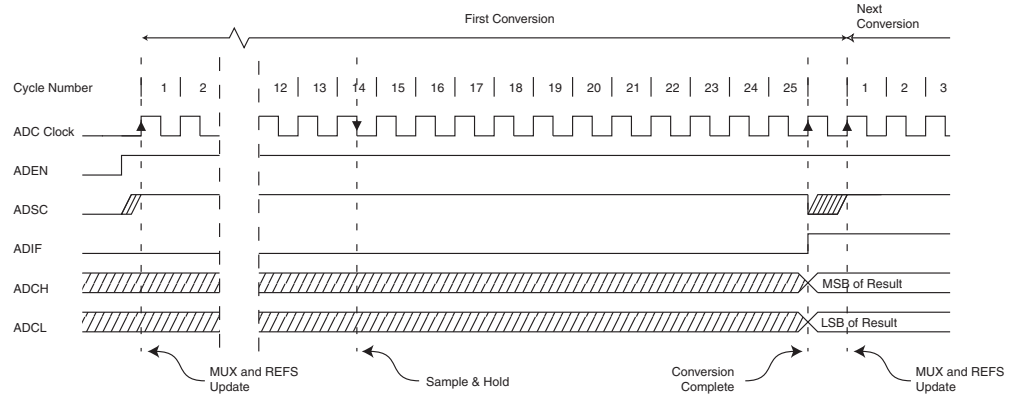 First Conversion
Next
Conversion
Cycle Number 1 2 12 13 14 15 16 17 18 19 20 21 22 23 24 25 1 2 3
ADC Clock
ADEN
ADSC
ADIF
ADCH MSB of Result
ADCL LSB of Result
MUX and REFS
Update
Sample & Hold
Conversion
Complete
MUX and REFS
Update